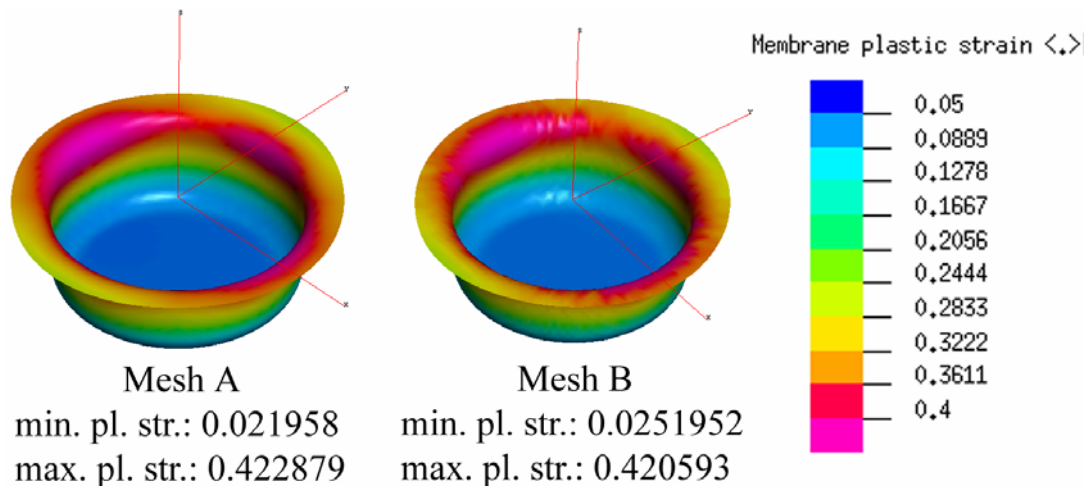 Membrane plastic strain <.>
0.05
0.0889
0.1278
0.1667
0.2056
0.2444
0.2833
0.3222
0.3611
0.4
z
Y
X
Mesh A
min. pl. str.: 0.021958
max. pl. str.: 0.422879
z
Y
X
Mesh B
min. pl. str.: 0.0251952
max. pl. str.: 0.420593